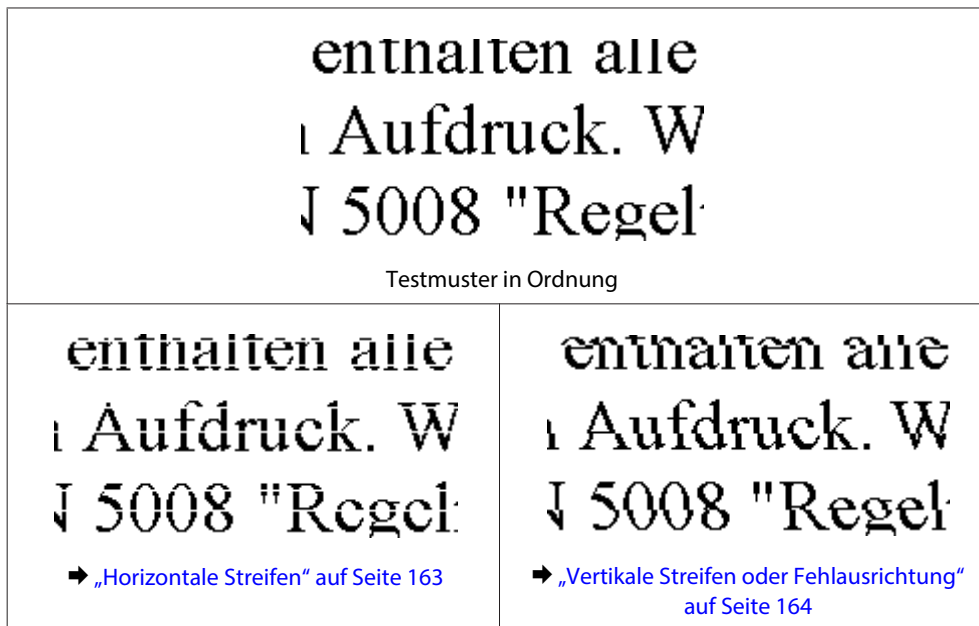 enthalten alle
Aufdruck. W
5008 "Regel
Testmuster in Ordnung
enthalten alle
Aufdruck. W
5008 "Regel
➡ „Horizontale Streifen“ auf Seite 163
enthalten alle
Aufdruck. W
5008 "Regel
➡ „Vertikale Streifen oder Fehlausrichtung“
auf Seite 164